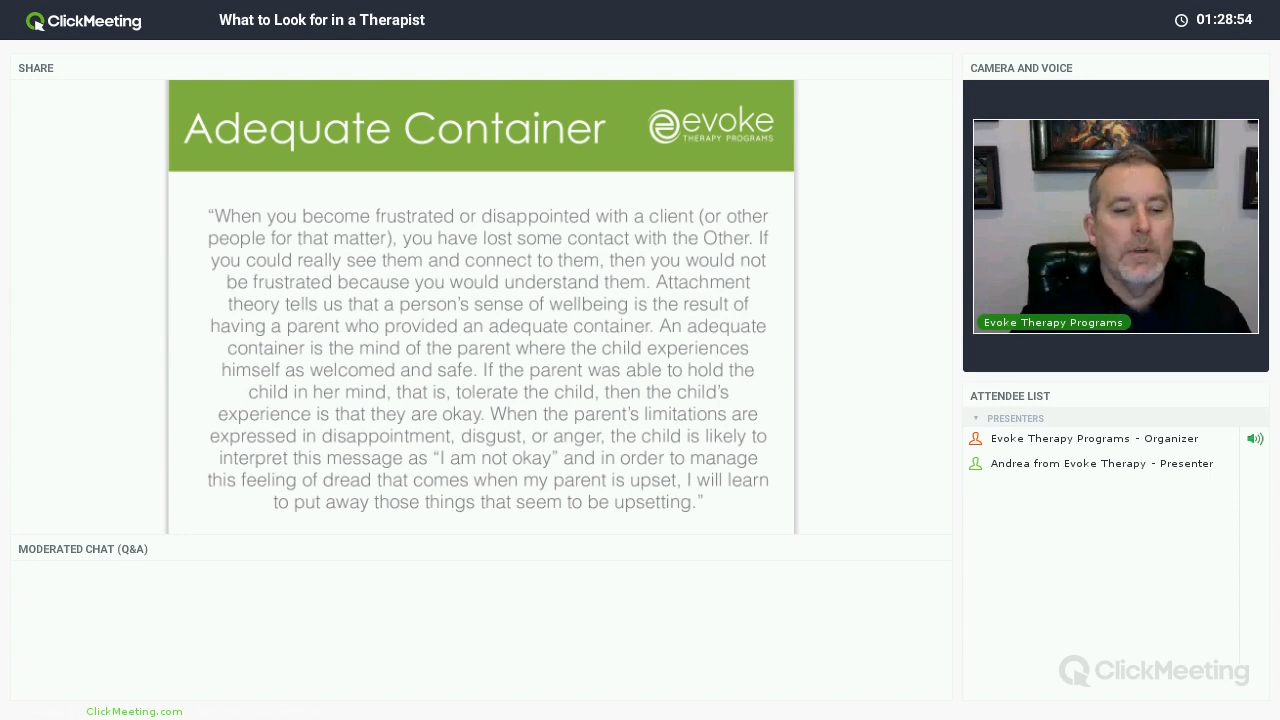 ClickMeeting
What to Look for in a Therapist
01:28:54
SHARE
Adequate Container
evoke
THERAPY PROGRAMS
“When you become frustrated or disappointed with a client (or other
people for that matter), you have lost some contact with the Other. If
you could really see them and connect to them, then you would not
be frustrated because you would understand them. Attachment
theory tells us that a person’s sense of wellbeing is the result of
having a parent who provided an adequate container. An adequate
container is the mind of the parent where the child experiences
himself as welcomed and safe. If the parent was able to hold the
child in her mind, that is, tolerate the child, then the child’s
experience is that they are okay. When the parent’s limitations are
expressed in disappointment, disgust, or anger, the child is likely to
interpret this message as “I am not okay” and in order to manage
this feeling of dread that comes when my parent is upset, I will learn
to put away those things that seem to be upsetting.”
MODERATED CHAT (Q&A)
CAMERA AND VOICE
Evoke Therapy Programs
ATTENDEE LIST
PRESENTERS
Evoke Therapy Programs - Organizer
Andrea from Evoke Therapy - Presenter
ClickMeeting
ClickMeeting.com